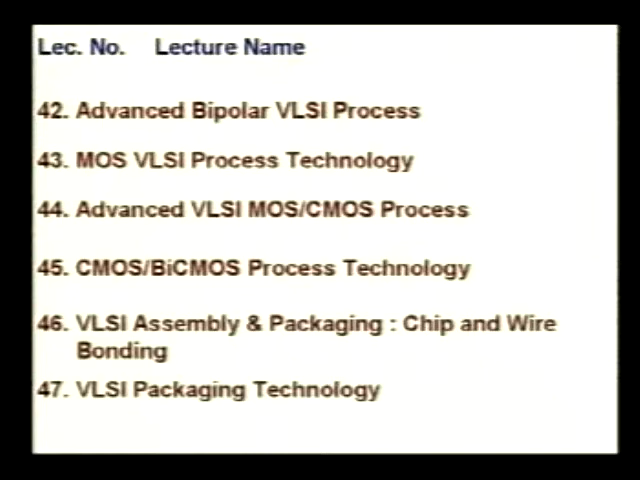 Lec. No. Lecture Name
42. Advanced Bipolar VLSI Process
43. MOS VLSI Process Technology
44. Advanced VLSI MOS/CMOS Process
45. CMOS/BiCMOS Process Technology
46. VLSI Assembly & Packaging : Chip and Wire
Bonding
47. VLSI Packaging Technology